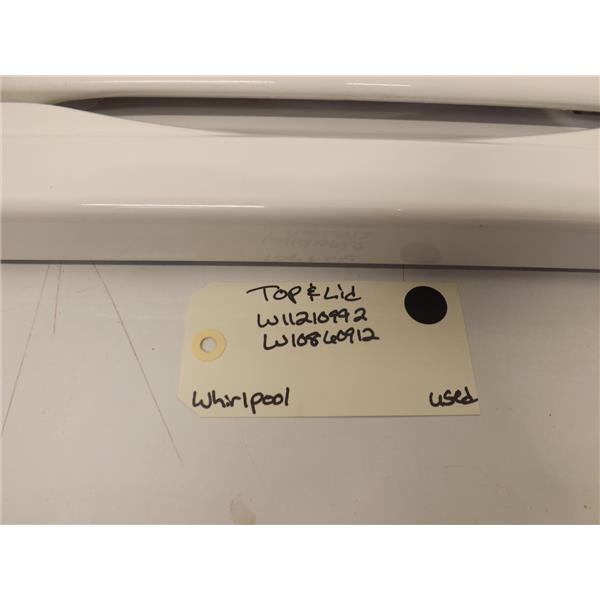 Top & Lid
W11210992
W10860912
Whirlpool
used